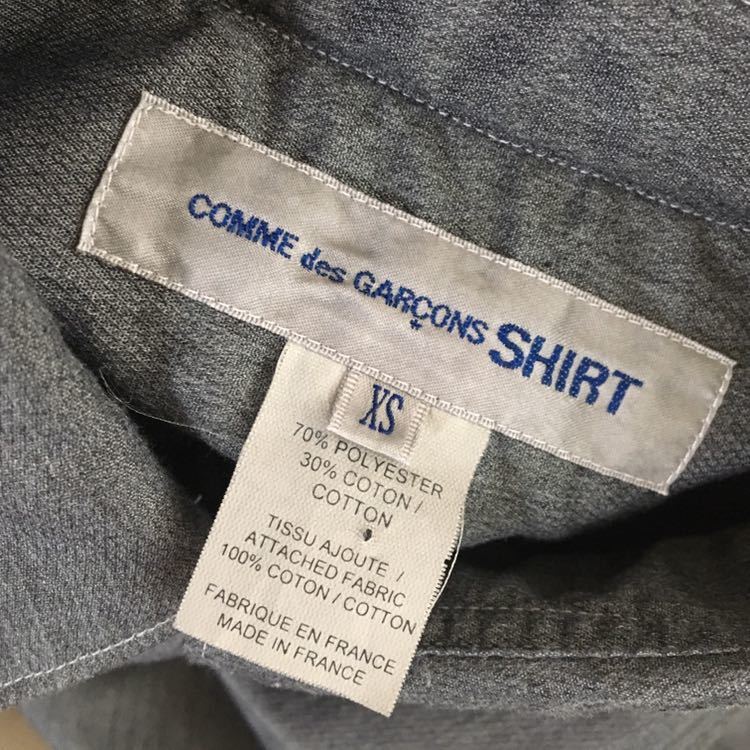 COMME des GARÇONS SHIRT
*
XS
70% POLYESTER
30% COTON /
COTTON
TISSU AJOUTE /
ATTACHED FABRIC
100% COTON / COTTON
FABRIQUE EN FRANCE
MADE IN FRANCE